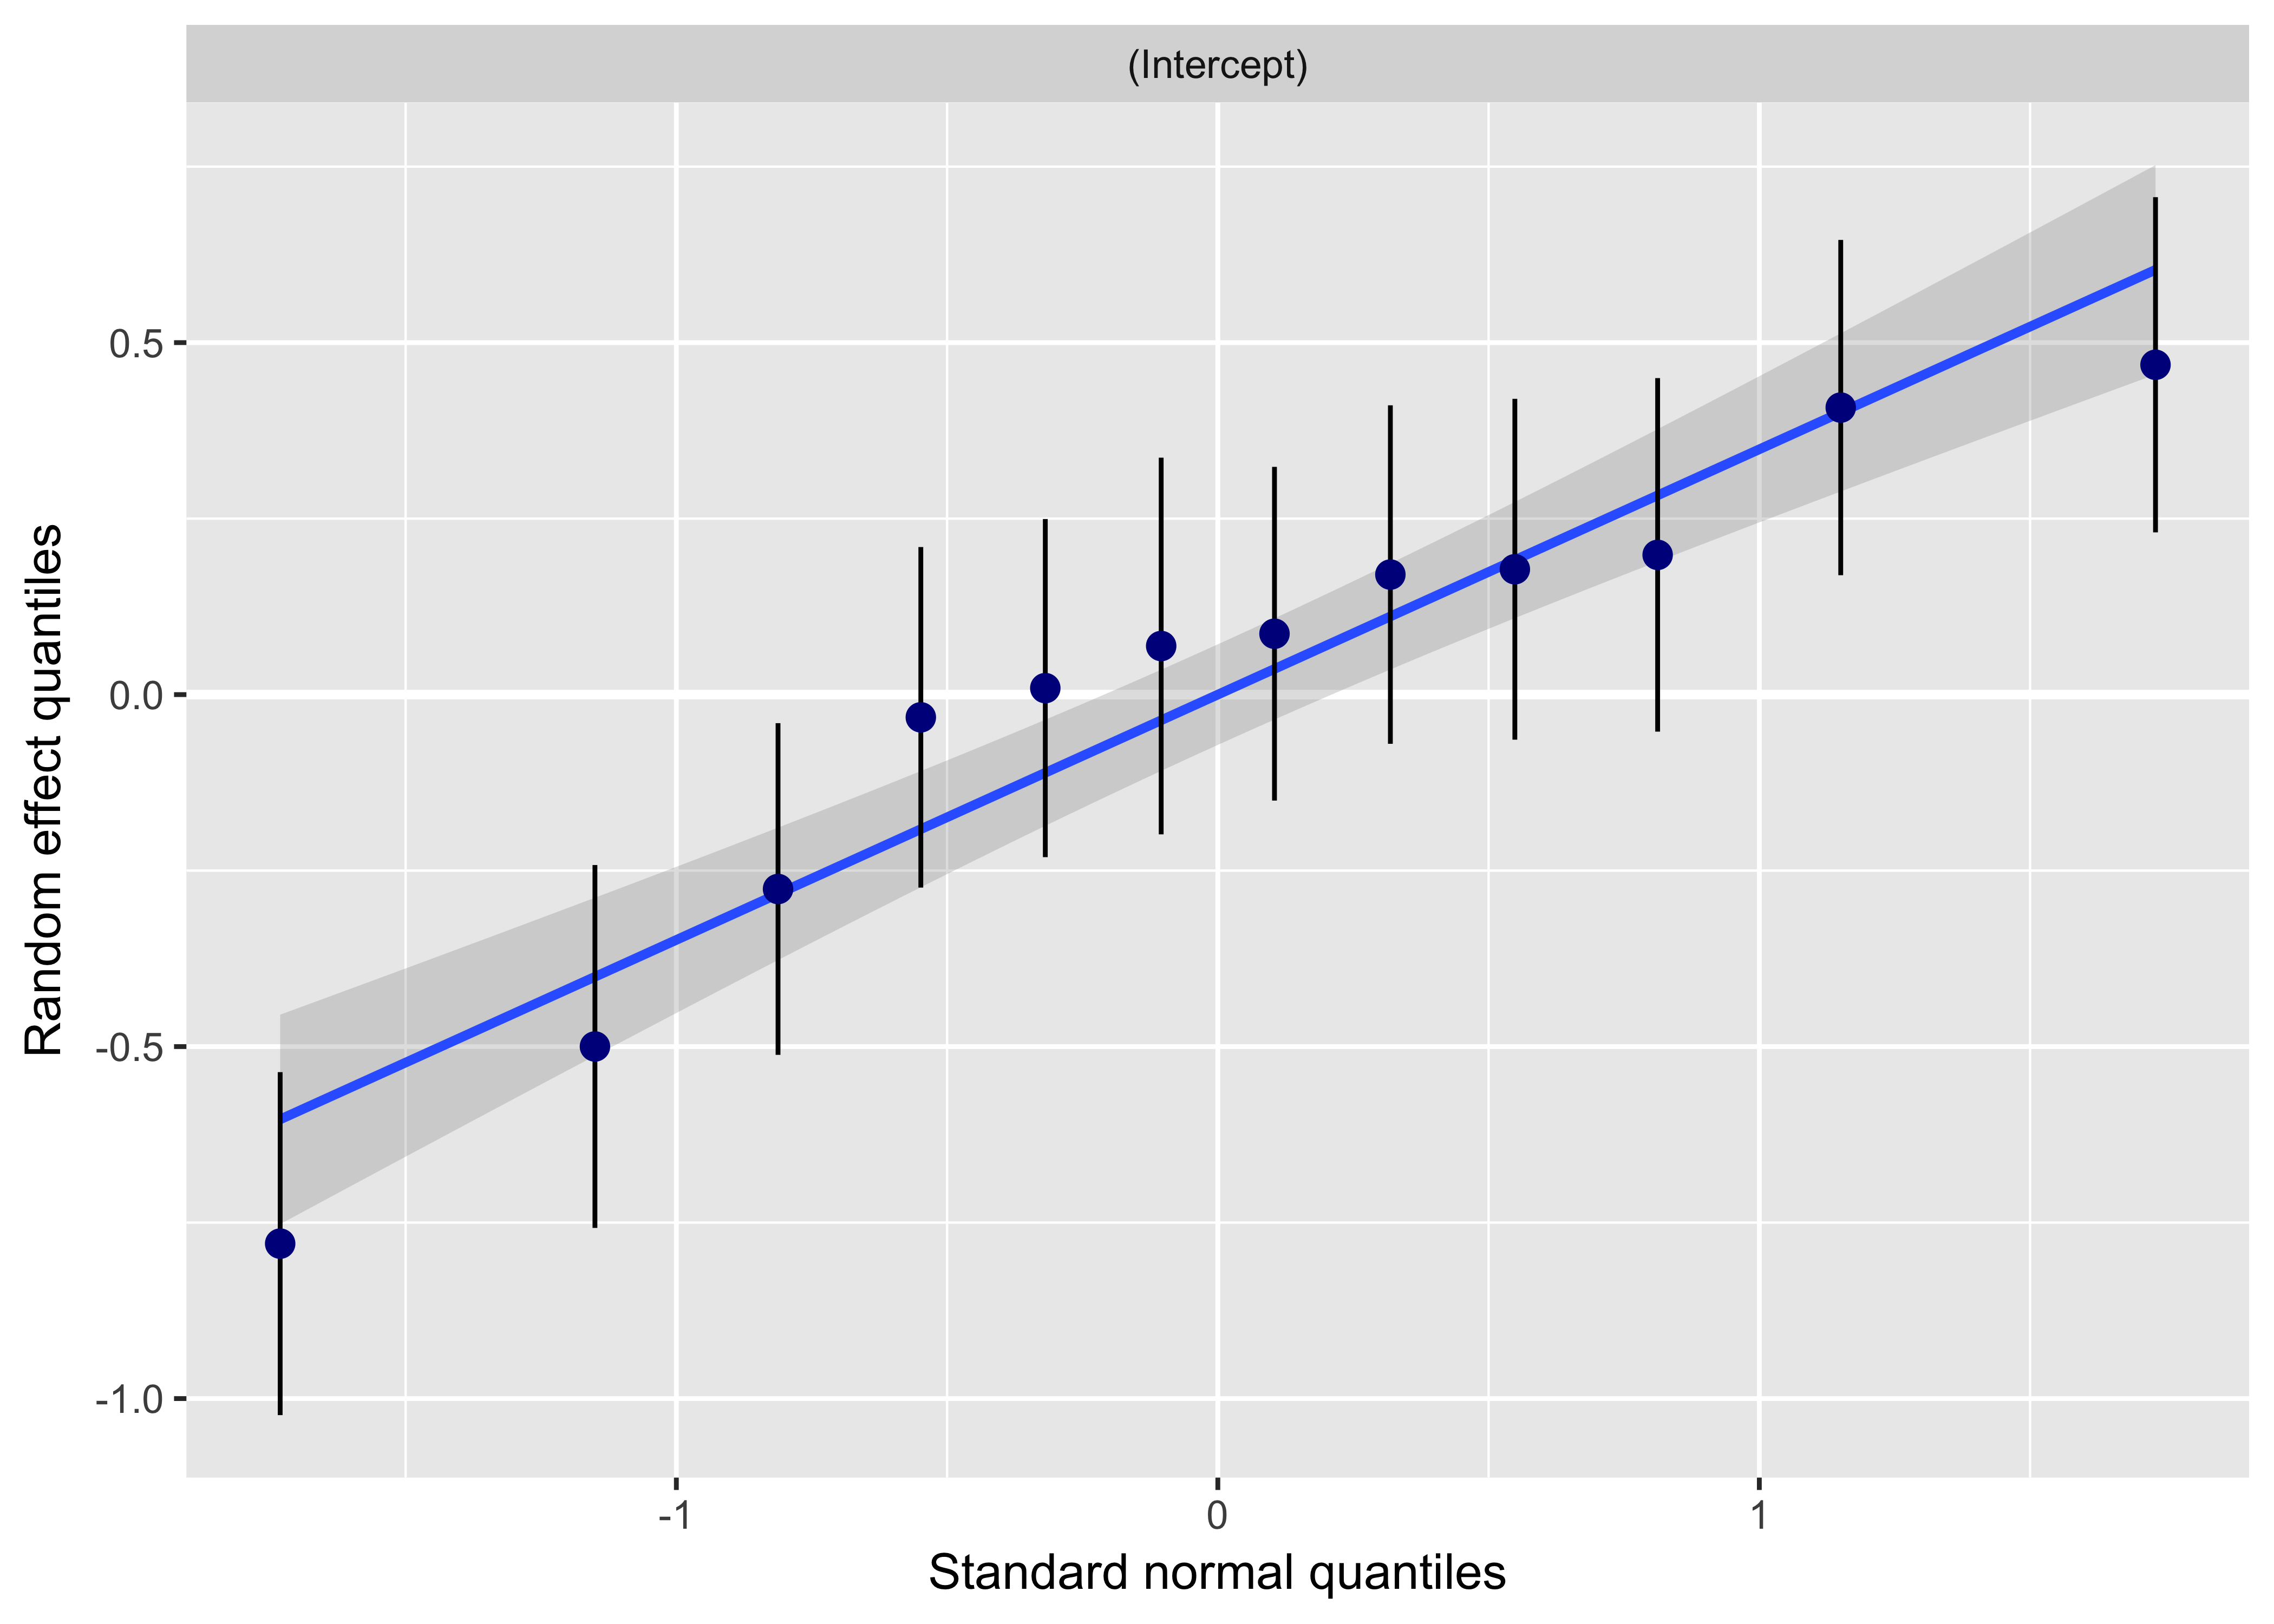 (Intercept)
Random effect quantiles
0.5
0.0
-0.5
-1.0
-1
0
1
Standard normal quantiles